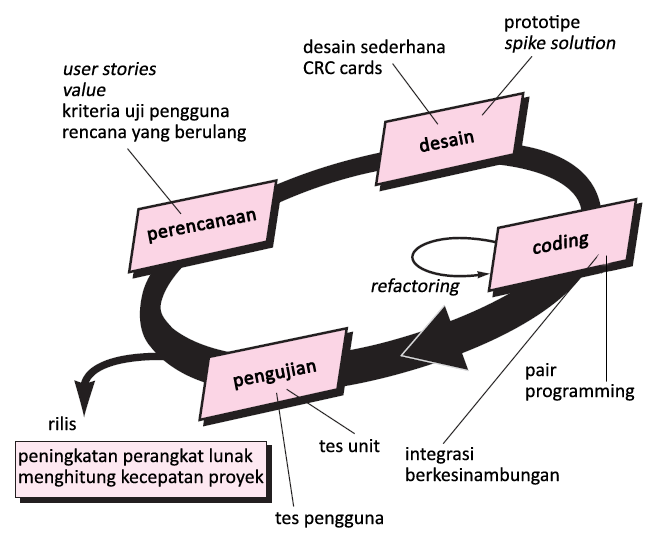 prototipe
spike solution
desain sederhana
CRC cards
user stories
value
kriteria uji pengguna
rencana yang berulang
desain
perencanaan
coding
refactoring
pengujian
pair
programming
rilis
tes unit
integrasi
berkesinambungan
peningkatan perangkat lunak
menghitung kecepatan proyek
tes pengguna